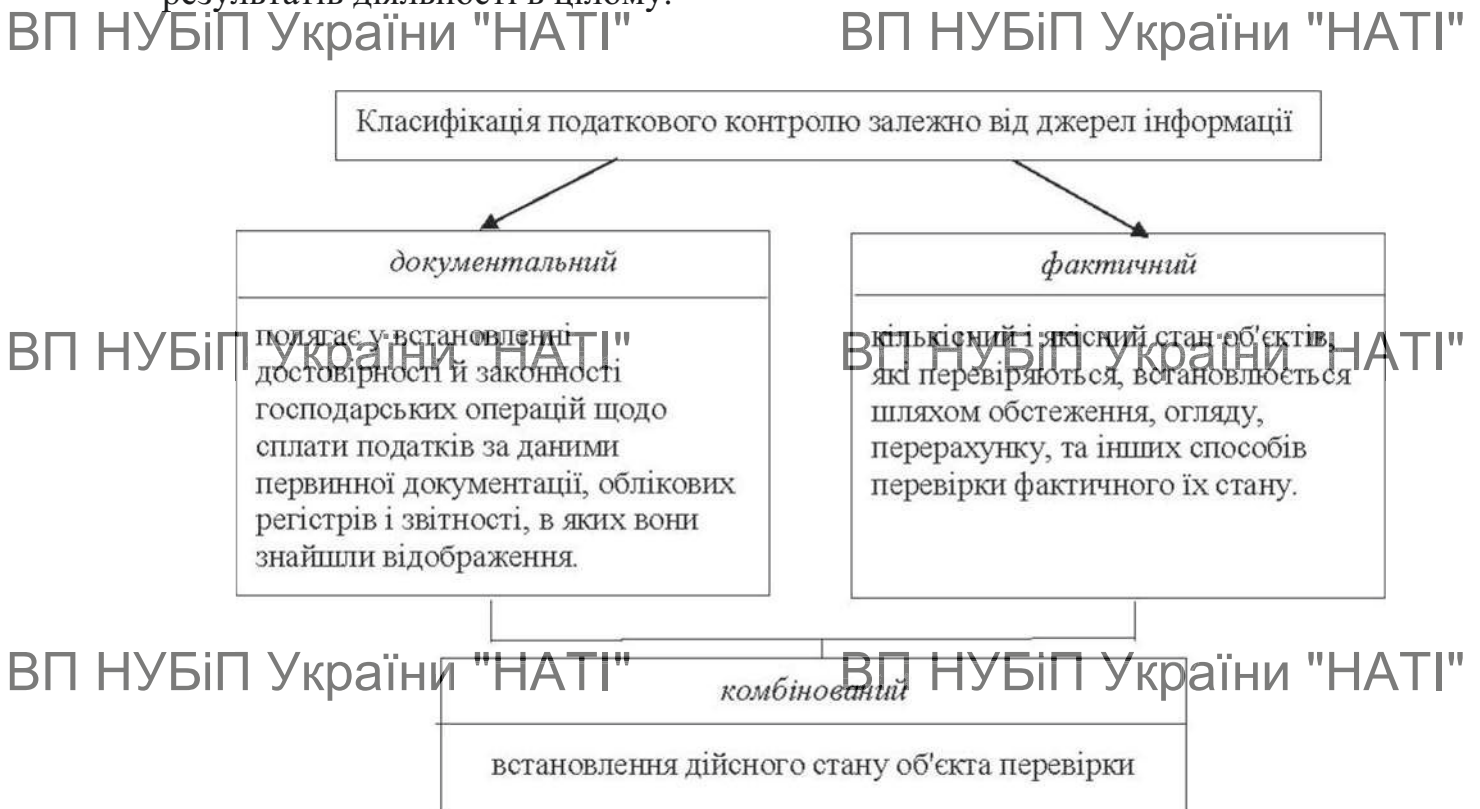 результатів діяльності в цілому.
ВП НУБіП України "НАТІ" ВП НУБіП України "НАТІ"
Класифікація податкового контролю залежно від джерел інформації
документальний
полягає у встановленні
достовірності й законності
господарських операцій щодо
сплати податків за даними
первинної документації, облікових
регістрів і звітності, в яких вони
знайшли відображення.
фактичний
кількісний і якісний стан об'єктів,
які перевіряються, встановлюється
шляхом обстеження, огляду,
перерахунку, та інших способів
перевірки фактичного їх стану.
ВП НУБіП України "НАТІ" ВП НУБіП України "НАТІ"
ВП НУБіП України "НАТІ" ВП НУБіП України "НАТІ"
комбінований
встановлення дійсного стану об'єкта перевірки